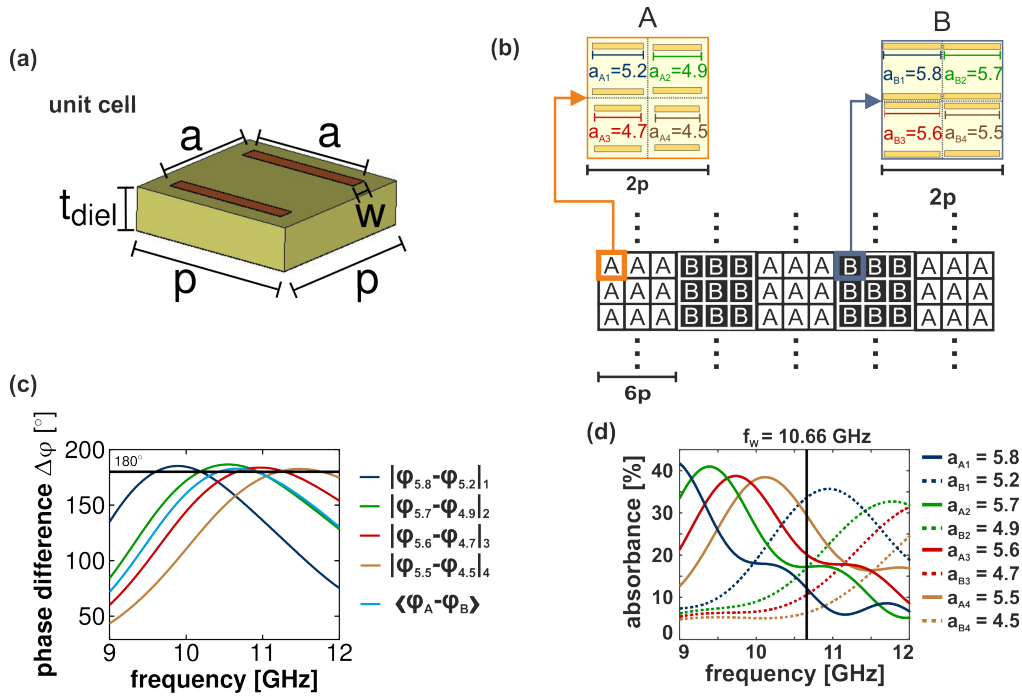 (a)
unit cell
a
a
t_diel
w
p
p
(b)
A
B
a_A1=5.2
a_A2=4.9
a_A3=4.7
a_A4=4.5
2p
a_B1=5.8
a_B2=5.7
a_B3=5.6
a_B4=5.5
2p
A A A B B B A A A B B B A A A
A A A B B B A A A B B B A A A
A A A B B B A A A B B B A A A
6p
(c)
phase difference Δφ [°]
200
180°
150
100
50
9 10 11 12
frequency [GHz]
|φ5.8-φ5.2|1
|φ5.7-φ4.9|2
|φ5.6-φ4.7|3
|φ5.5-φ4.5|4
⟨φA-φB⟩
(d)
f_w = 10.66 GHz
absorbance [%]
40
30
20
10
0
9 10 11 12
frequency [GHz]
a_A1 = 5.8
a_B1 = 5.2
a_A2 = 5.7
a_B2 = 4.9
a_A3 = 5.6
a_B3 = 4.7
a_A4 = 5.5
a_B4 = 4.5